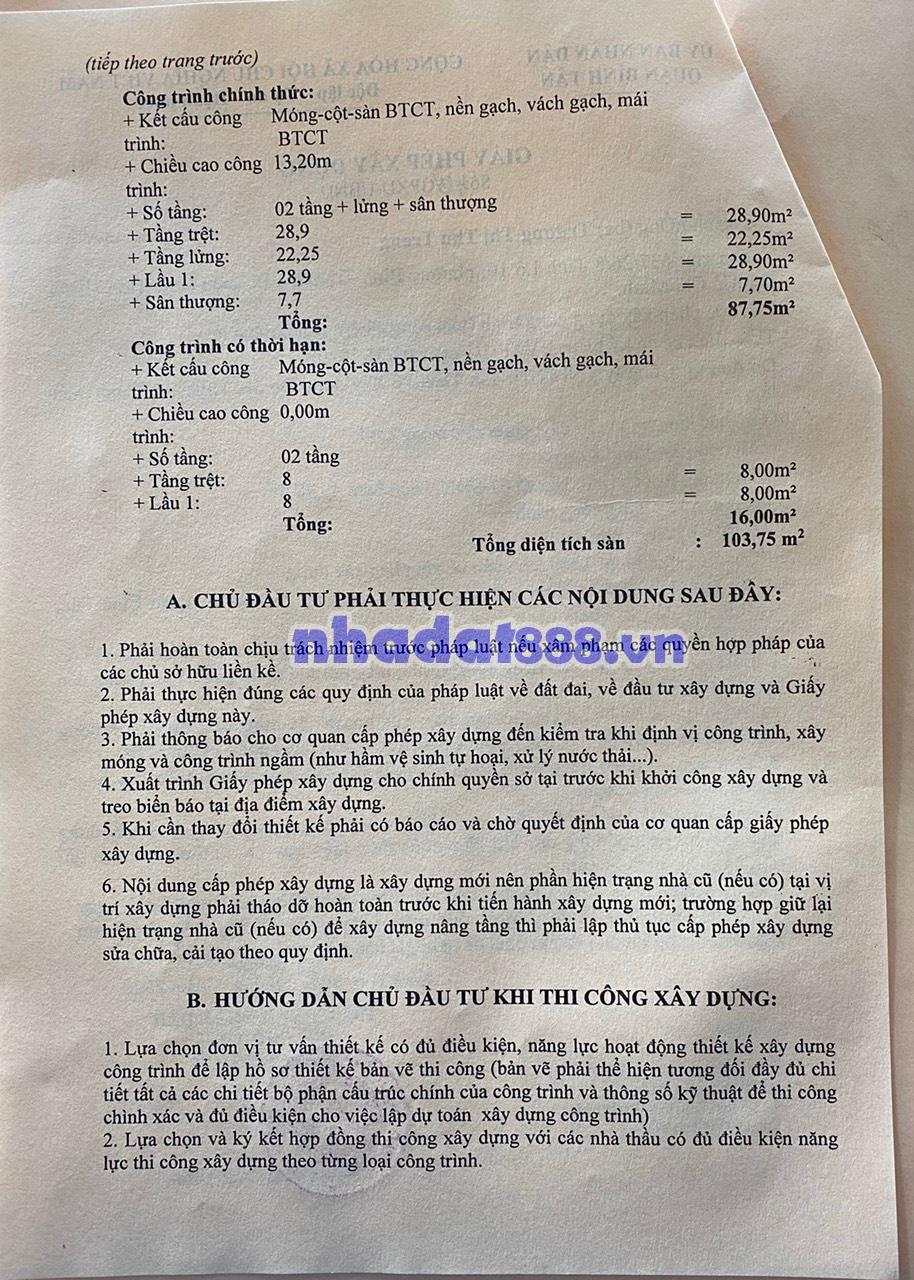 (tiếp theo trang trước)
Công trình chính thức:
+ Kết cấu công Móng-cột-sàn BTCT, nền gạch, vách gạch, mái
trình: BTCT
+ Chiều cao công 13,20m
trình:
+ Số tầng: 02 tầng + lửng + sân thượng
+ Tầng trệt: 28,9 = 28,90m²
+ Tầng lửng: 22,25 = 22,25m²
+ Lầu 1: 28,9 = 28,90m²
+ Sân thượng: 7,7 = 7,70m²
Tổng: 87,75m²
Công trình có thời hạn:
+ Kết cấu công Móng-cột-sàn BTCT, nền gạch, vách gạch, mái
trình: BTCT
+ Chiều cao công 0,00m
trình:
+ Số tầng: 02 tầng
+ Tầng trệt: 8 = 8,00m²
+ Lầu 1: 8 = 8,00m²
Tổng: 16,00m²
Tổng diện tích sàn : 103,75 m²
A. CHỦ ĐẦU TƯ PHẢI THỰC HIỆN CÁC NỘI DUNG SAU ĐÂY:
nhadat888.vn
1. Phải hoàn toàn chịu trách nhiệm trước pháp luật nếu xâm phạm các quyền hợp pháp của
các chủ sở hữu liền kề.
2. Phải thực hiện đúng các quy định của pháp luật về đất đai, về đầu tư xây dựng và Giấy
phép xây dựng này.
3. Phải thông báo cho cơ quan cấp phép xây dựng đến kiểm tra khi định vị công trình, xây
móng và công trình ngầm (như hầm vệ sinh tự hoại, xử lý nước thải...).
4. Xuất trình Giấy phép xây dựng cho chính quyền sở tại trước khi khởi công xây dựng và
treo biển báo tại địa điểm xây dựng.
5. Khi cần thay đổi thiết kế phải có báo cáo và chờ quyết định của cơ quan cấp giấy phép
xây dựng.
6. Nội dung cấp phép xây dựng là xây dựng mới nên phần hiện trạng nhà cũ (nếu có) tại vị
trí xây dựng phải tháo dỡ hoàn toàn trước khi tiến hành xây dựng mới; trường hợp giữ lại
hiện trạng nhà cũ (nếu có) để xây dựng nâng tầng thì phải lập thủ tục cấp phép xây dựng
sửa chữa, cải tạo theo quy định.
B. HƯỚNG DẪN CHỦ ĐẦU TƯ KHI THI CÔNG XÂY DỰNG:
1. Lựa chọn đơn vị tư vấn thiết kế có đủ điều kiện, năng lực hoạt động thiết kế xây dựng
công trình để lập hồ sơ thiết kế bản vẽ thi công (bản vẽ phải thể hiện tương đối đầy đủ chi
tiết tất cả các chi tiết bộ phận cấu trúc chính của công trình và thông số kỹ thuật để thi công
chình xác và đủ điều kiện cho việc lập dự toán xây dựng công trình)
2. Lựa chọn và ký kết hợp đồng thi công xây dựng với các nhà thầu có đủ điều kiện năng
lực thi công xây dựng theo từng loại công trình.